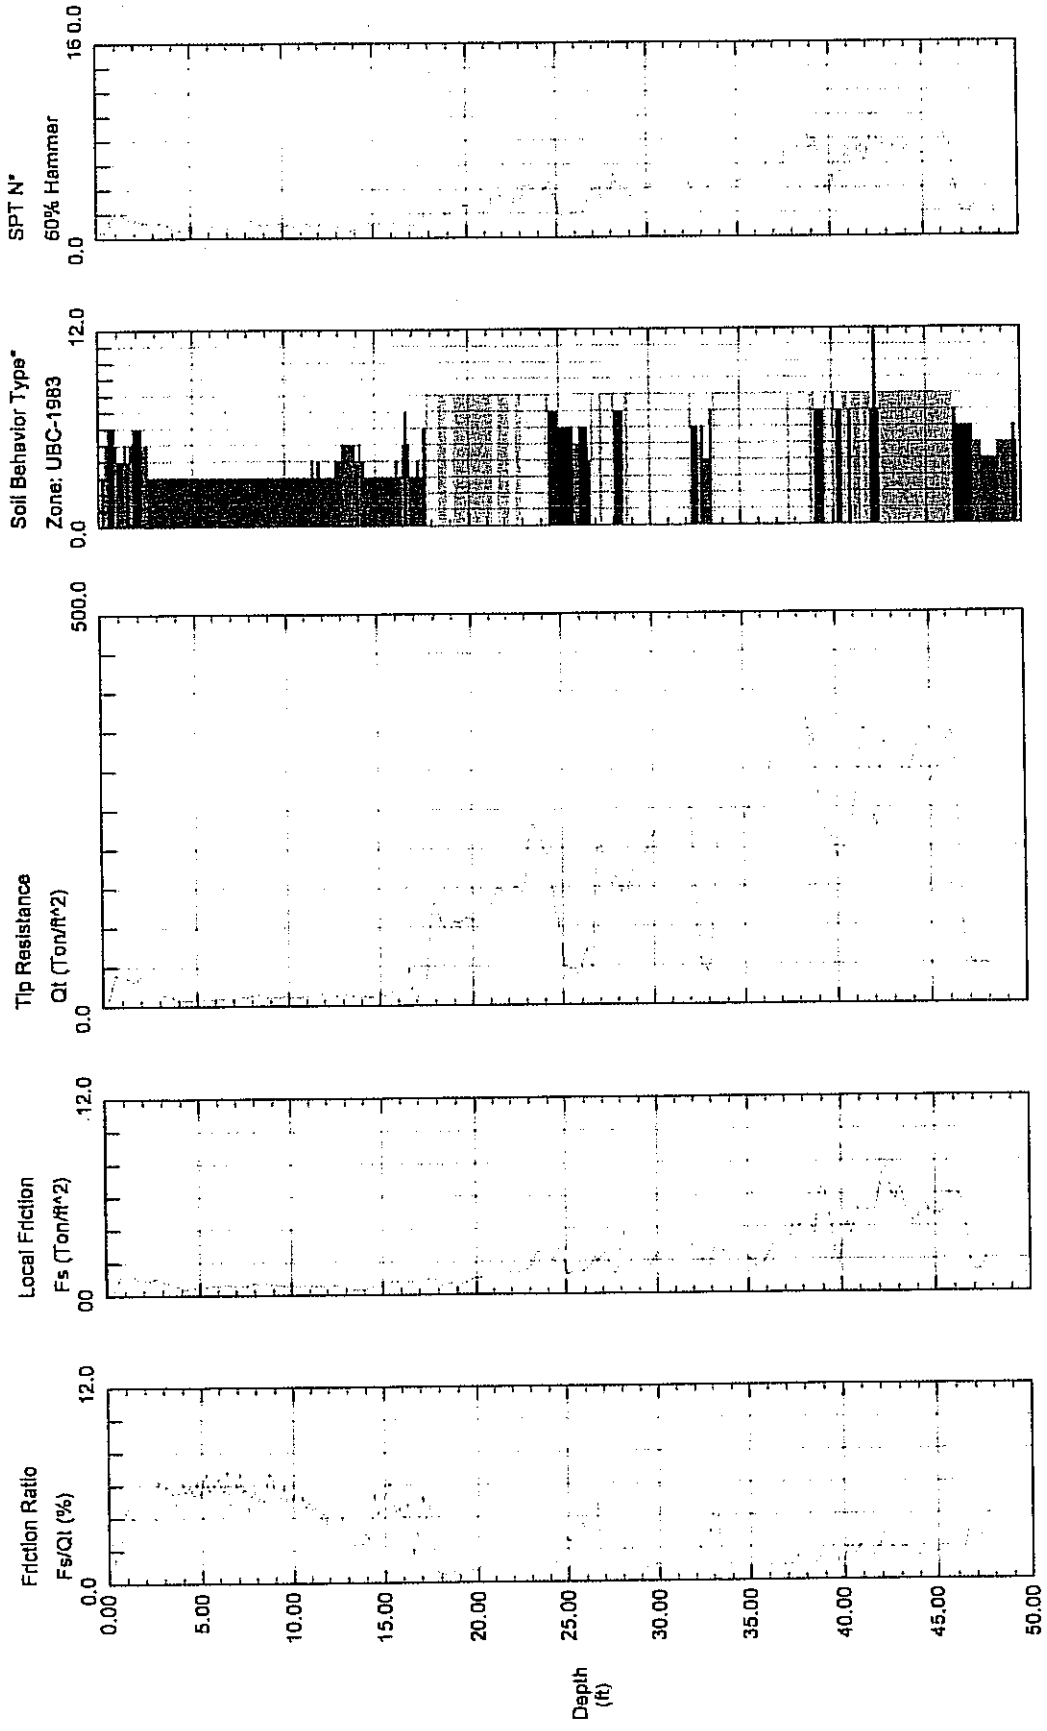 Friction Ratio
Fs/Qt (%)
0.0
12.0
Local Friction
Fs (Ton/ft^2)
00
12.0
Tip Resistance
Qt (Ton/ft^2)
0.0
500.0
Soil Behavior Type*
Zone: UBC-1983
0.0
12.0
SPT N*
60% Hammer
0.0
16 0.0
Depth
(ft)
0.00
5.00
10.00
15.00
20.00
25.00
30.00
35.00
40.00
45.00
50.00